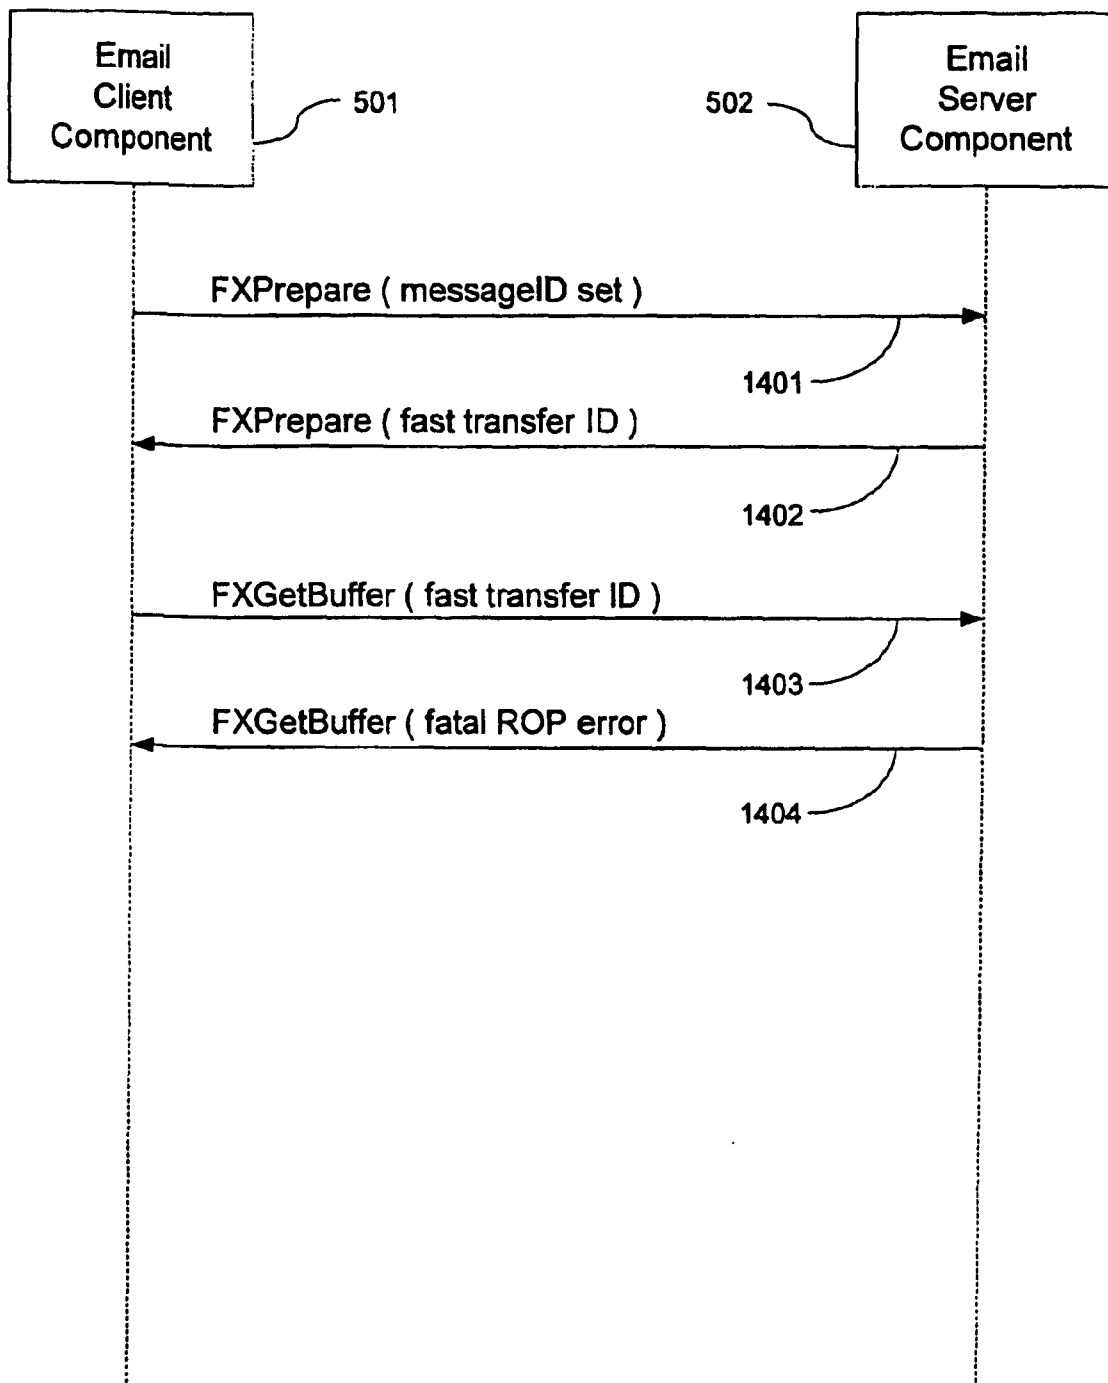 Email
Client
Component
501
502
Email
Server
Component
FXPrepare ( messageID set )
1401
FXPrepare ( fast transfer ID )
1402
FXGetBuffer ( fast transfer ID )
1403
FXGetBuffer ( fatal ROP error )
1404